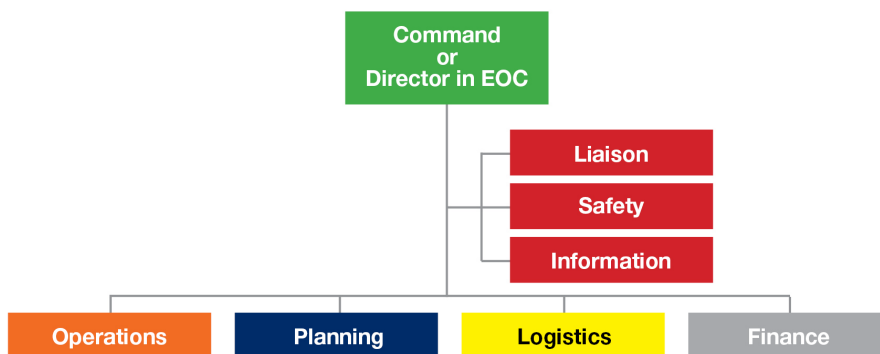 Command
or
Director in EOC
Liaison
Safety
Information
Operations
Planning
Logistics
Finance